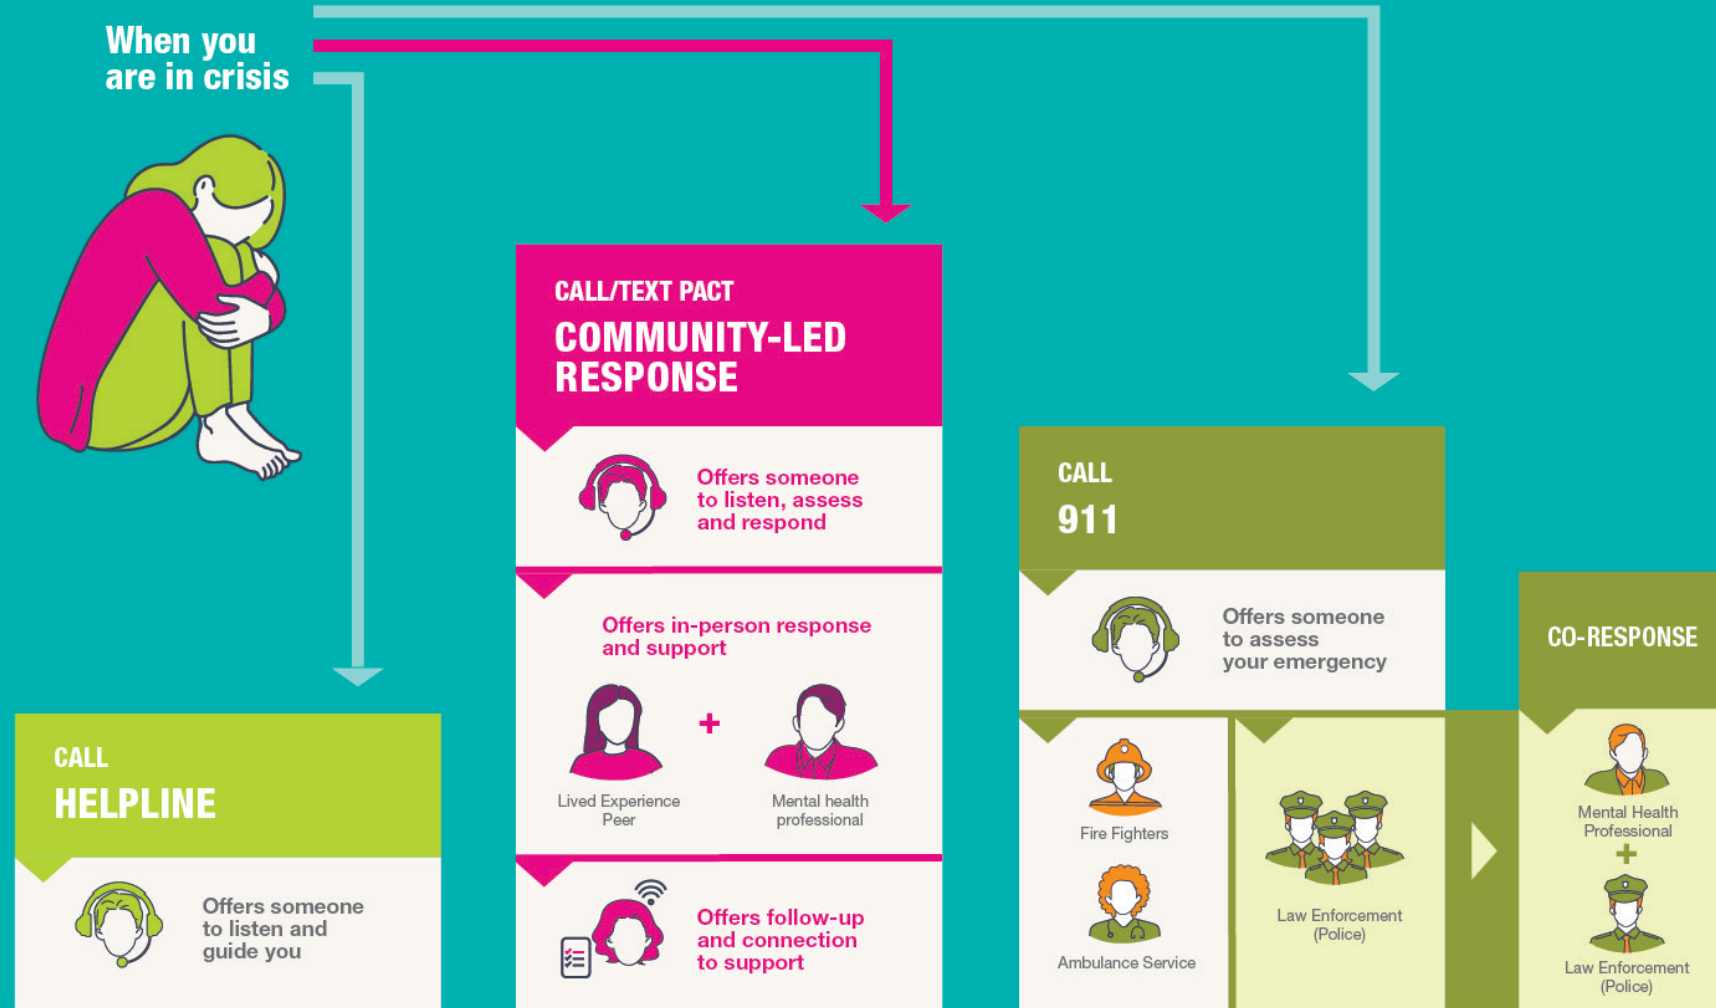 When you
are in crisis
CALL
HELPLINE
Offers someone
to listen and
guide you
CALL/TEXT PACT
COMMUNITY-LED
RESPONSE
Offers someone
to listen, assess
and respond
Offers in-person response
and support
+
Lived Experience
Peer
Mental health
professional
Offers follow-up
and connection
to support
CALL
911
Offers someone
to assess
your emergency
Fire Fighters
Ambulance Service
Law Enforcement
(Police)
CO-RESPONSE
Mental Health
Professional
+
Law Enforcement
(Police)